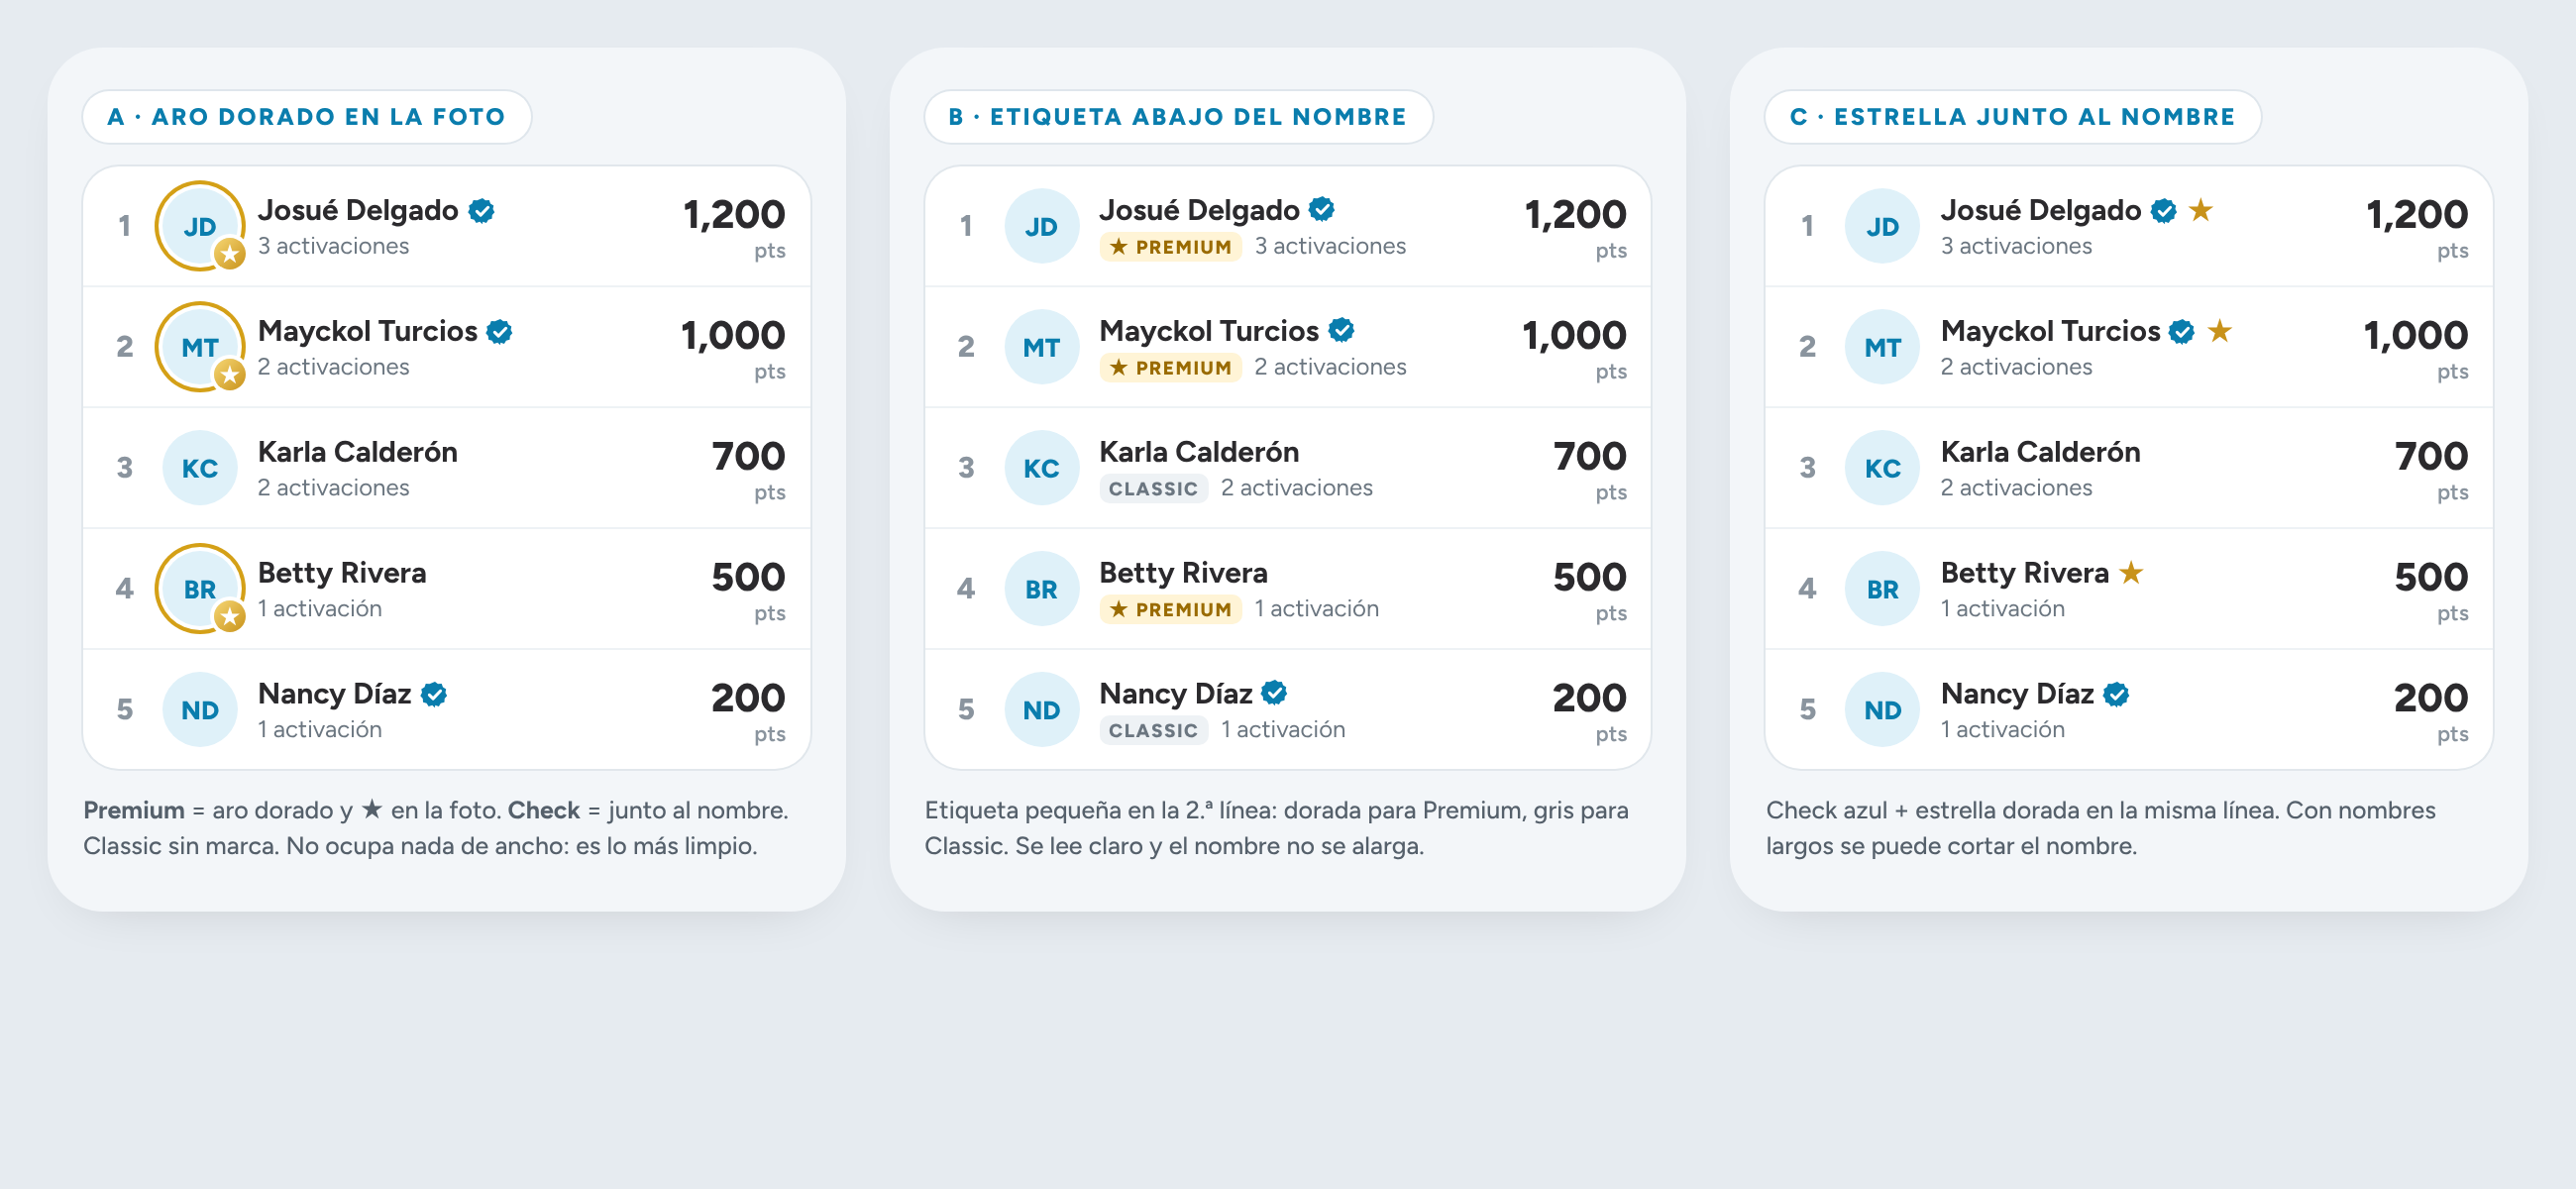 A · ARO DORADO EN LA FOTO
1 JD ★ Josué Delgado 1,200
3 activaciones pts
2 MT ★ Mayckol Turcios 1,000
2 activaciones pts
3 KC Karla Calderón 700
2 activaciones pts
4 BR ★ Betty Rivera 500
1 activación pts
5 ND Nancy Díaz 200
1 activación pts
Premium = aro dorado y ★ en la foto. Check = junto al nombre.
Classic sin marca. No ocupa nada de ancho: es lo más limpio.
B · ETIQUETA ABAJO DEL NOMBRE
1 JD Josué Delgado 1,200
★ PREMIUM 3 activaciones pts
2 MT Mayckol Turcios 1,000
★ PREMIUM 2 activaciones pts
3 KC Karla Calderón 700
CLASSIC 2 activaciones pts
4 BR Betty Rivera 500
★ PREMIUM 1 activación pts
5 ND Nancy Díaz 200
CLASSIC 1 activación pts
Etiqueta pequeña en la 2.ª línea: dorada para Premium, gris para
Classic. Se lee claro y el nombre no se alarga.
C · ESTRELLA JUNTO AL NOMBRE
1 JD Josué Delgado ★ 1,200
3 activaciones pts
2 MT Mayckol Turcios ★ 1,000
2 activaciones pts
3 KC Karla Calderón 700
2 activaciones pts
4 BR Betty Rivera ★ 500
1 activación pts
5 ND Nancy Díaz 200
1 activación pts
Check azul + estrella dorada en la misma línea. Con nombres
largos se puede cortar el nombre.